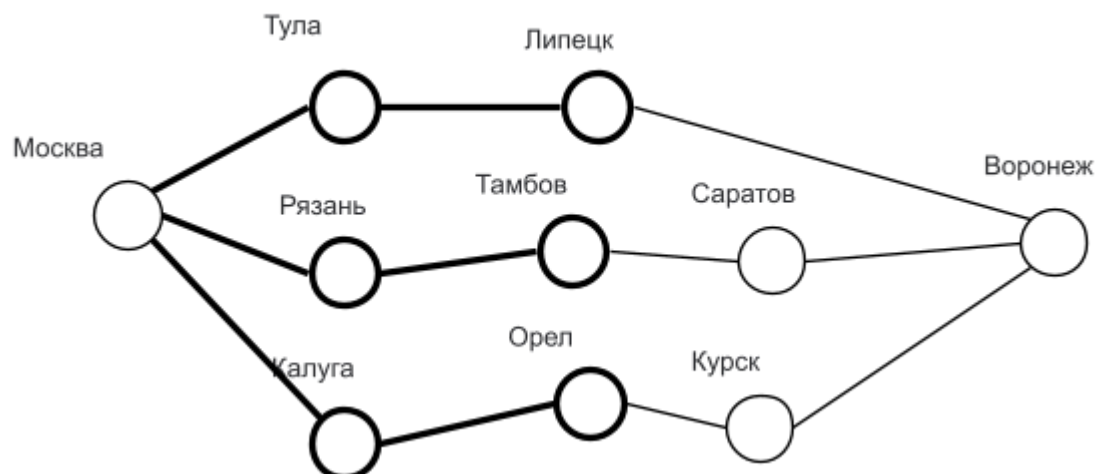 Тула
Липецк
Москва
Воронеж
Тамбов
Саратов
Рязань
Орел
Курск
Калуга